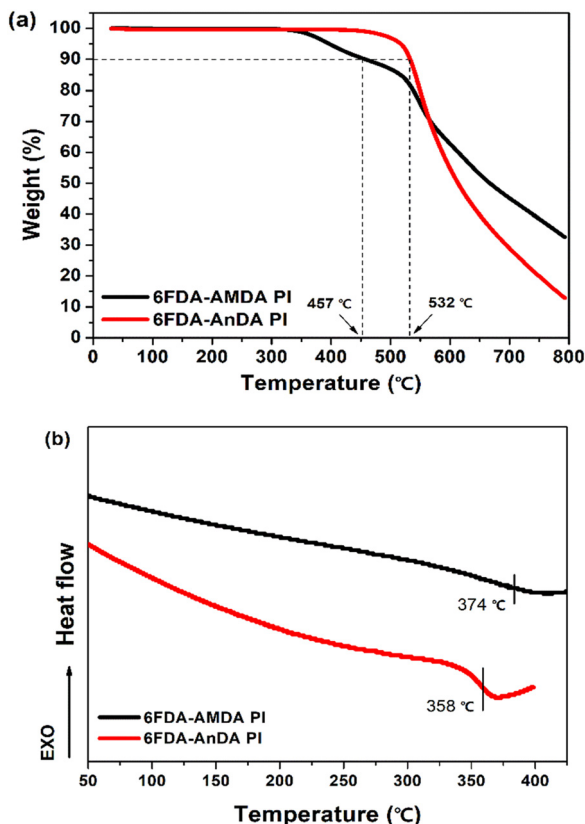 (a)
100
90
80
70
60
50
40
30
20
10
0
Weight (%)
6FDA-AMDA PI
6FDA-AnDA PI
457 ℃
532 ℃
0 100 200 300 400 500 600 700 800
Temperature (℃)
(b)
Heat flow
EXO
374 ℃
358 ℃
6FDA-AMDA PI
6FDA-AnDA PI
50 100 150 200 250 300 350 400
Temperature (℃)